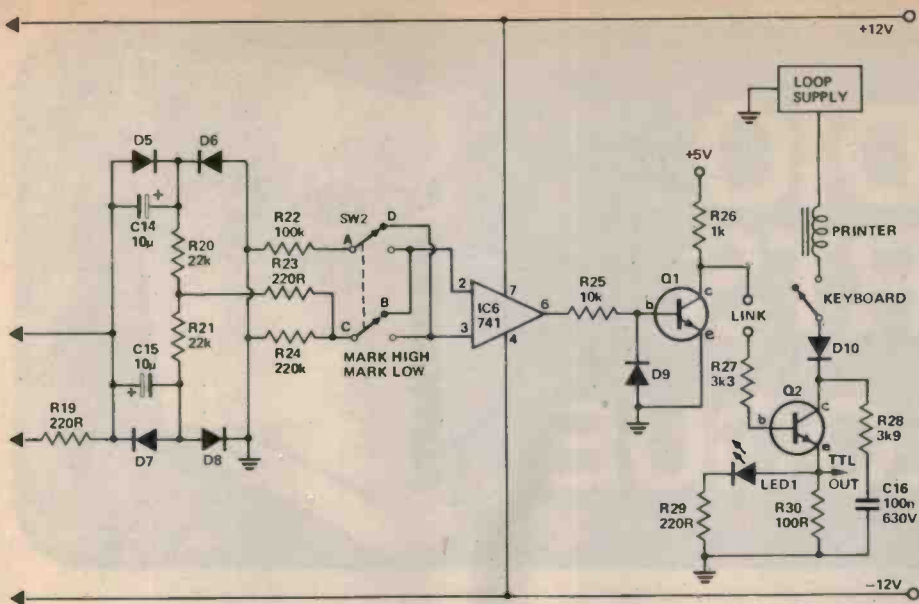 +12V
LOOP
SUPPLY
D5
D6
+5V
C14
10μ
+
R20
22k
R22
100k
SW2
D
A
R26
1k
PRINTER
R23
220R
R25
10k
Q1
c
KEYBOARD
2
7
IC6
741
6
b
e
LINK
R21
22k
B
C
3
4
D10
C15
10μ
+
R24
220k
MARK HIGH
MARK LOW
D9
R27
3k3
Q2
c
R28
3k9
R19
220R
b
e
D7
D8
LED1
TTL
OUT
C16
100n
630V
R29
220R
R30
100R
−12V